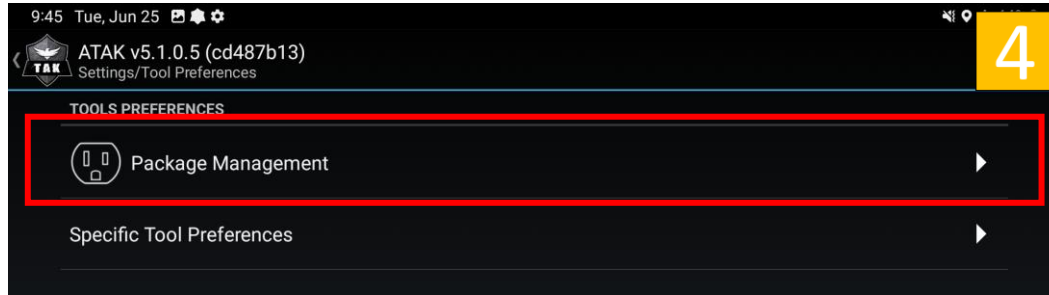 9:45 Tue, Jun 25
4
ATAK v5.1.0.5 (cd487b13)
TAK
Settings/Tool Preferences
TOOLS PREFERENCES
Package Management
Specific Tool Preferences